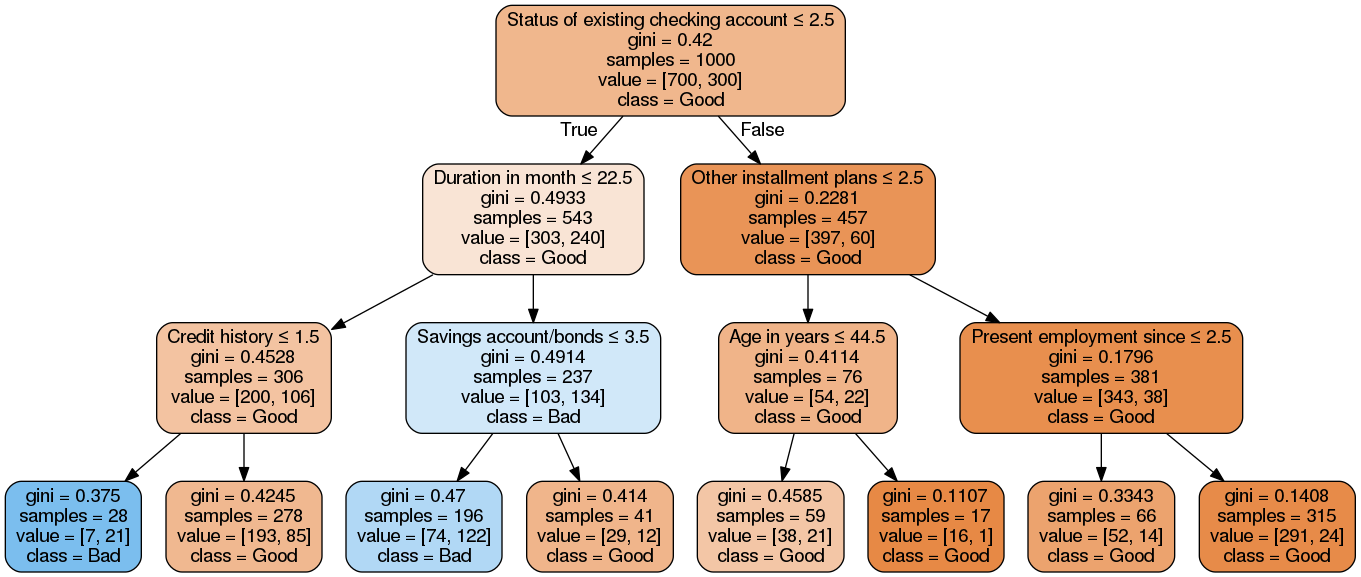 Status of existing checking account ≤ 2.5
gini = 0.42
samples = 1000
value = [700, 300]
class = Good
True
False
Duration in month ≤ 22.5
gini = 0.4933
samples = 543
value = [303, 240]
class = Good
Other installment plans ≤ 2.5
gini = 0.2281
samples = 457
value = [397, 60]
class = Good
Credit history ≤ 1.5
gini = 0.4528
samples = 306
value = [200, 106]
class = Good
Savings account/bonds ≤ 3.5
gini = 0.4914
samples = 237
value = [103, 134]
class = Bad
Age in years ≤ 44.5
gini = 0.4114
samples = 76
value = [54, 22]
class = Good
Present employment since ≤ 2.5
gini = 0.1796
samples = 381
value = [343, 38]
class = Good
gini = 0.375
samples = 28
value = [7, 21]
class = Bad
gini = 0.4245
samples = 278
value = [193, 85]
class = Good
gini = 0.47
samples = 196
value = [74, 122]
class = Bad
gini = 0.414
samples = 41
value = [29, 12]
class = Good
gini = 0.4585
samples = 59
value = [38, 21]
class = Good
gini = 0.1107
samples = 17
value = [16, 1]
class = Good
gini = 0.3343
samples = 66
value = [52, 14]
class = Good
gini = 0.1408
samples = 315
value = [291, 24]
class = Good